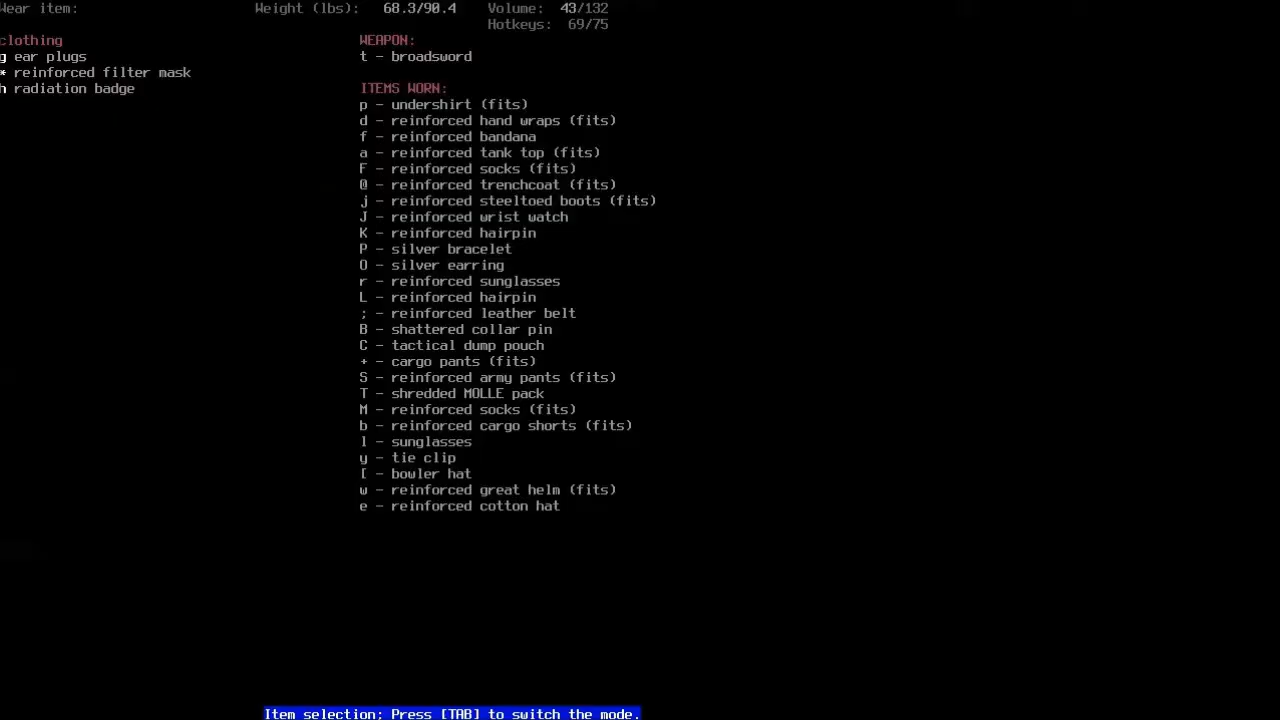 Wear item: Weight (lbs): 68.3/90.4 Volume: 43/132
Hotkeys: 69/75
clothing
g ear plugs
* reinforced filter mask
h radiation badge
WEAPON:
t - broadsword
ITEMS WORN:
p - undershirt (fits)
d - reinforced hand wraps (fits)
f - reinforced bandana
a - reinforced tank top (fits)
F - reinforced socks (fits)
@ - reinforced trenchcoat (fits)
j - reinforced steeltoed boots (fits)
J - reinforced wrist watch
K - reinforced hairpin
P - silver bracelet
O - silver earring
r - reinforced sunglasses
L - reinforced hairpin
; - reinforced leather belt
B - shattered collar pin
C - tactical dump pouch
+ - cargo pants (fits)
S - reinforced army pants (fits)
T - shredded MOLLE pack
M - reinforced socks (fits)
b - reinforced cargo shorts (fits)
l - sunglasses
y - tie clip
[ - bowler hat
w - reinforced great helm (fits)
e - reinforced cotton hat
Item selection; Press [TAB] to switch the mode.